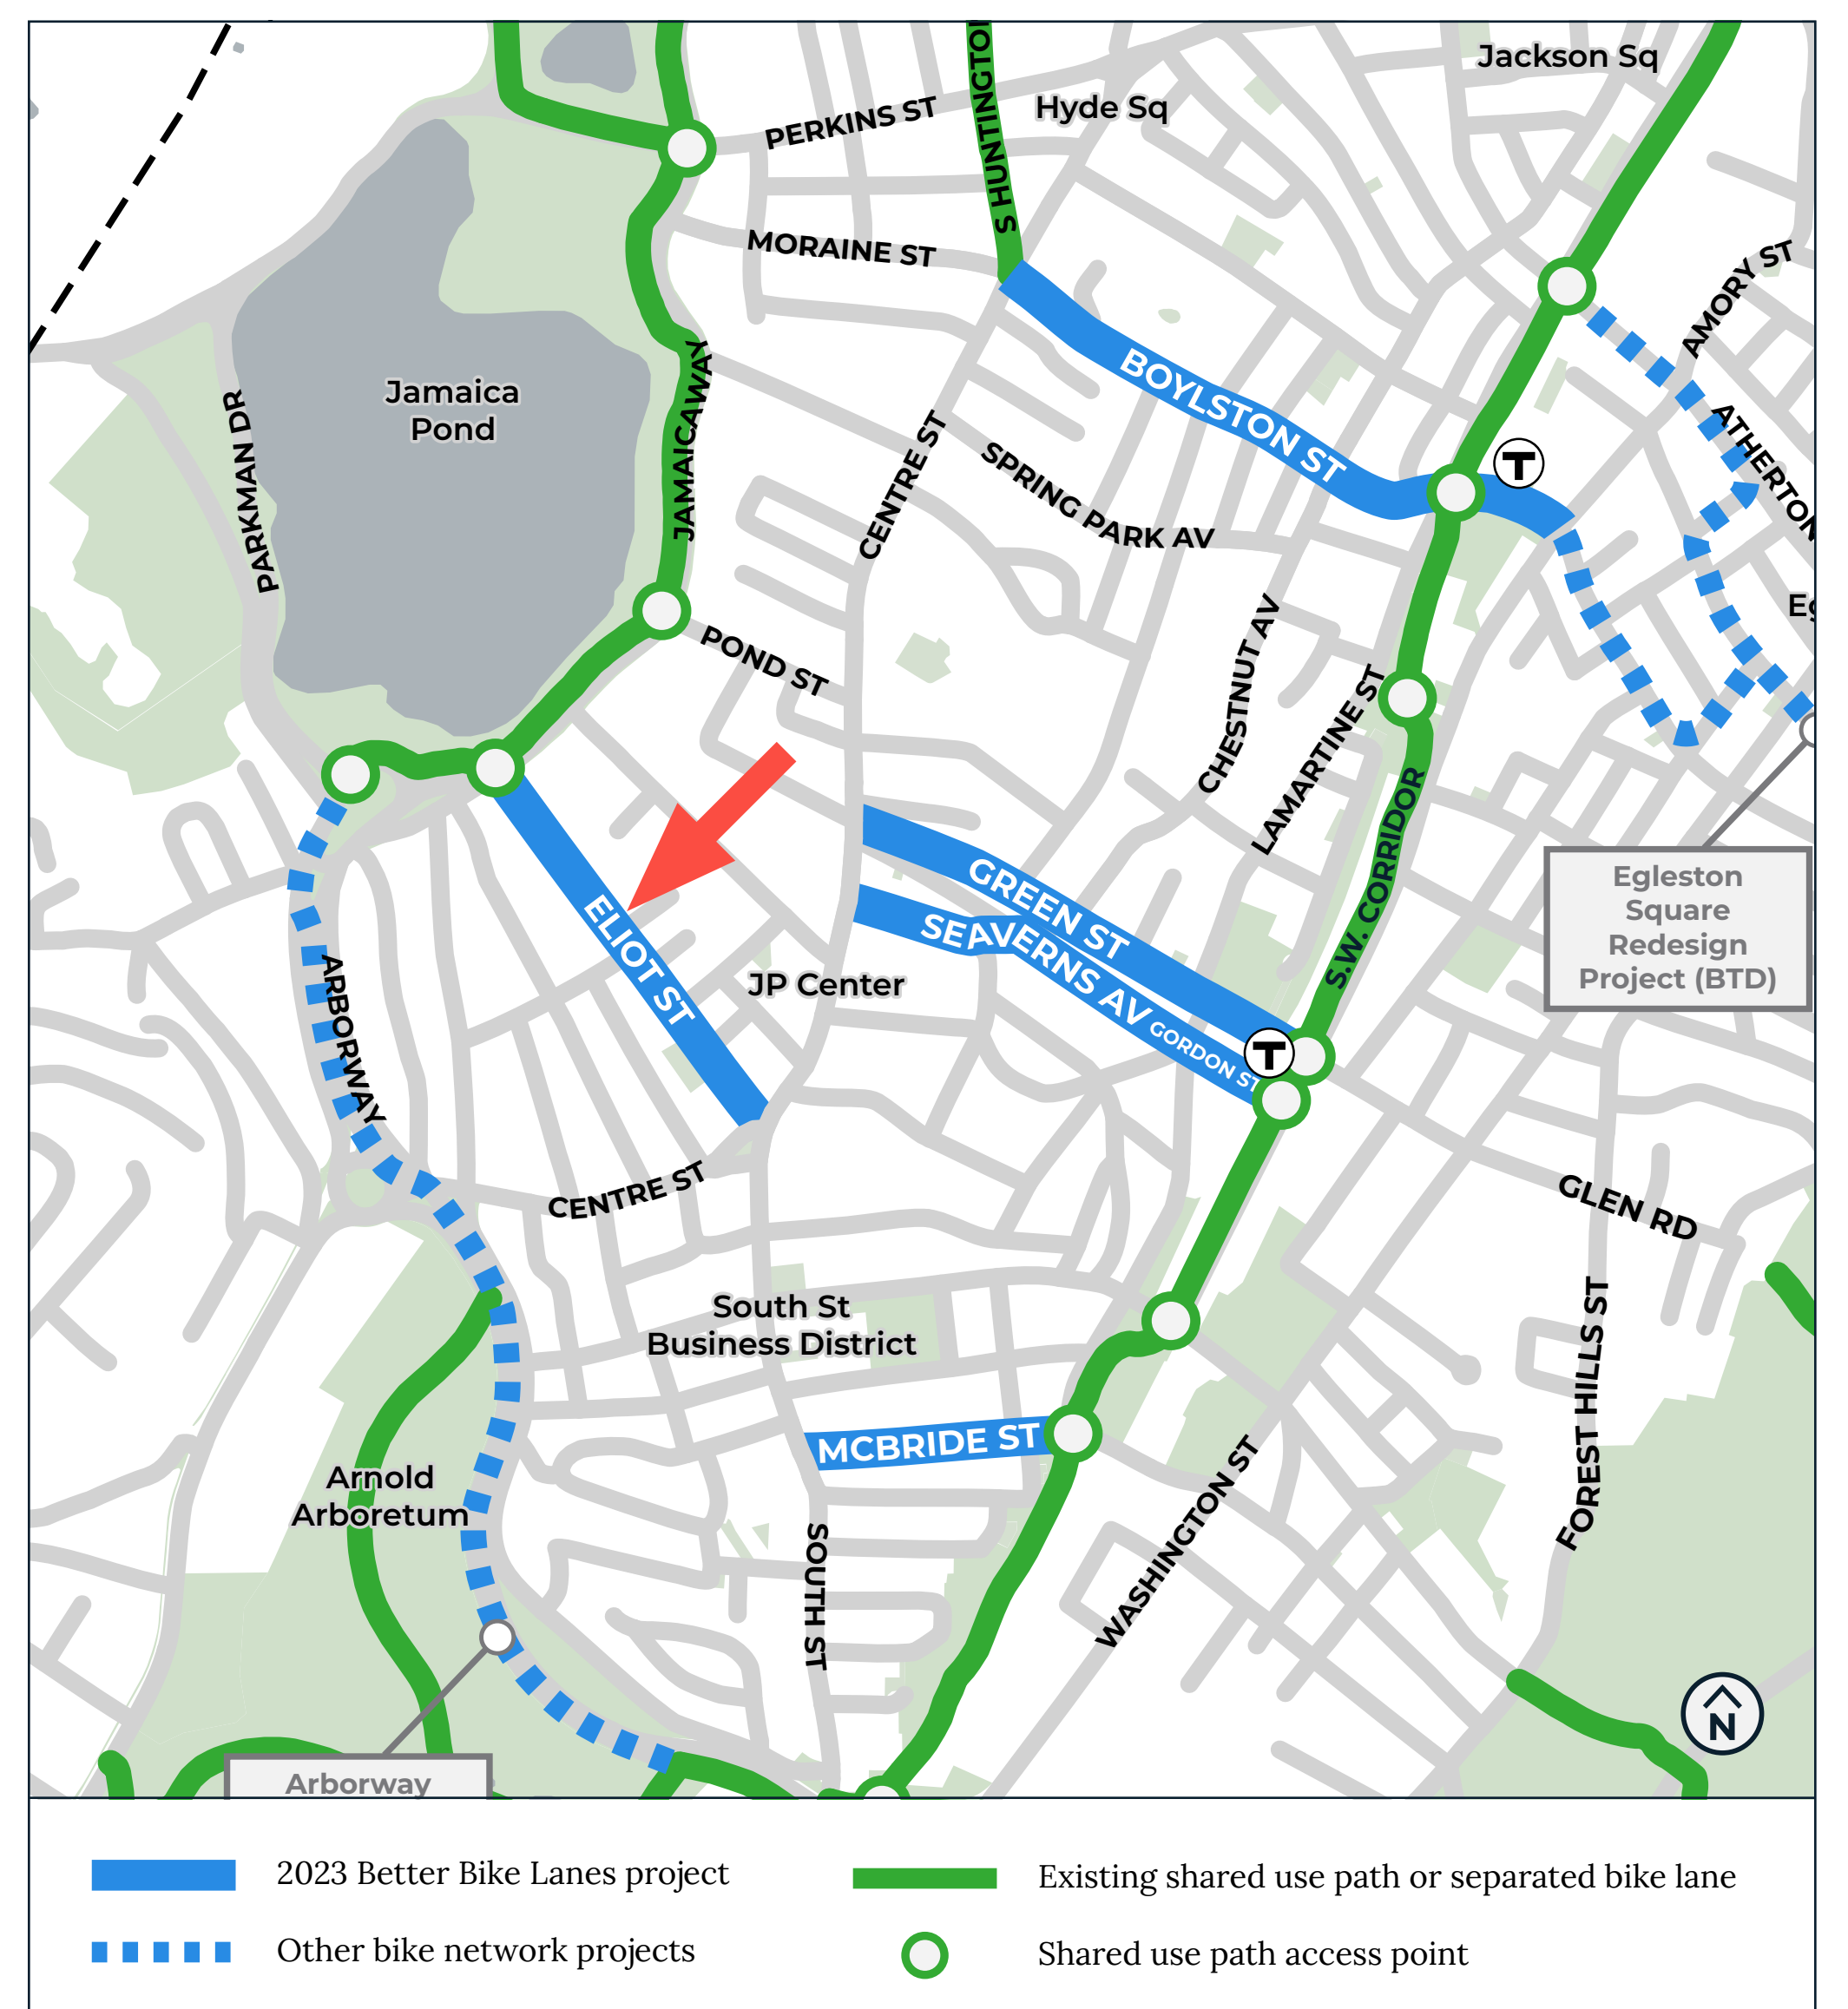 Jackson Sq
Hyde Sq
PERKINS ST
S HUNTINGTON
MORAINE ST
AMORY ST
Jamaica
Pond
PARKMAN DR
JAMAICAWAY
BOYLSTON ST
CENTRE ST
SPRING PARK AV
T
ATHERTON
POND ST
CHESTNUT AV
LAMARTINE ST
S.W. CORRIDOR
Egleston
Square
Redesign
Project (BTD)
ELIOT ST
GREEN ST
SEAVERNS AV
GORDON ST
T
JP Center
ARBORWAY
CENTRE ST
GLEN RD
South St
Business District
FOREST HILLS ST
MCBRIDE ST
Arnold
Arboretum
WASHINGTON ST
SOUTH ST
N
Arborway
2023 Better Bike Lanes project
Existing shared use path or separated bike lane
Other bike network projects
Shared use path access point